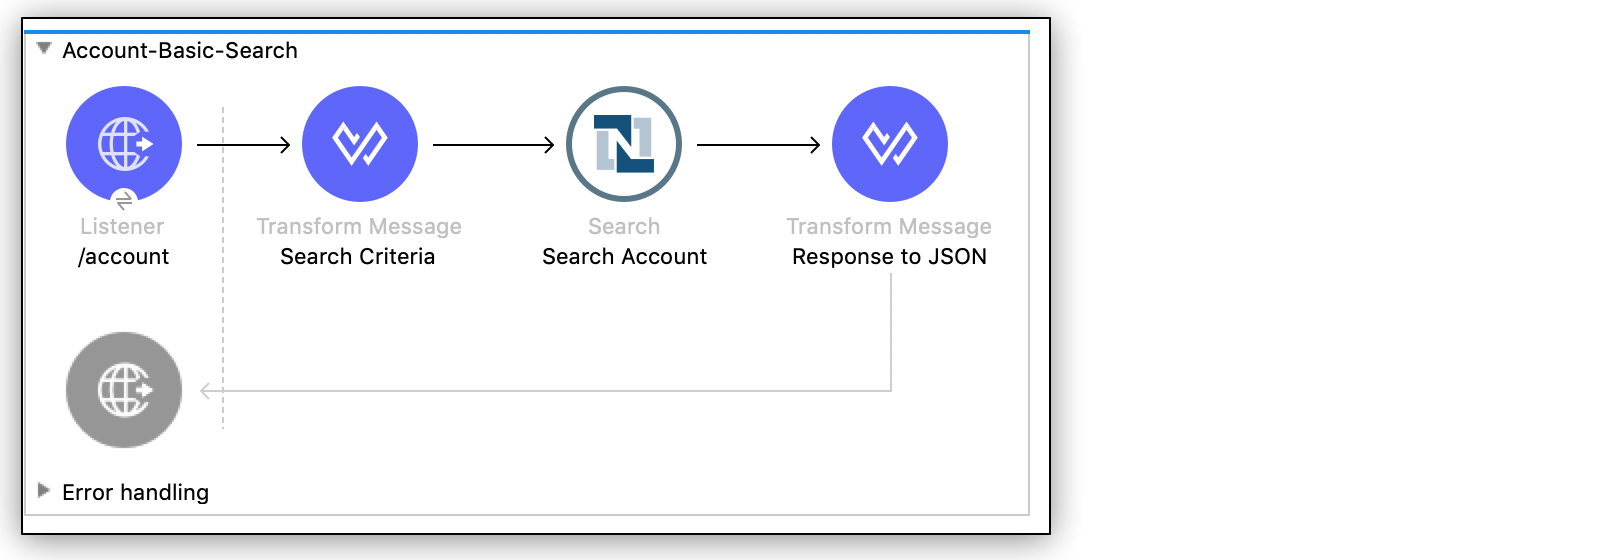 Account-Basic-Search
Listener
/account
Transform Message
Search Criteria
Search
Search Account
Transform Message
Response to JSON
Error handling